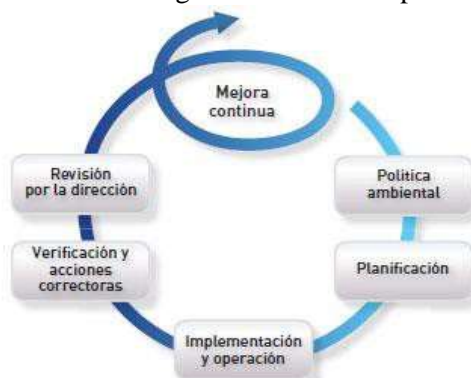 Mejora
continua
Política
ambiental
Planificación
Implementación
y operación
Verificación y
acciones
correctoras
Revisión
por la dirección